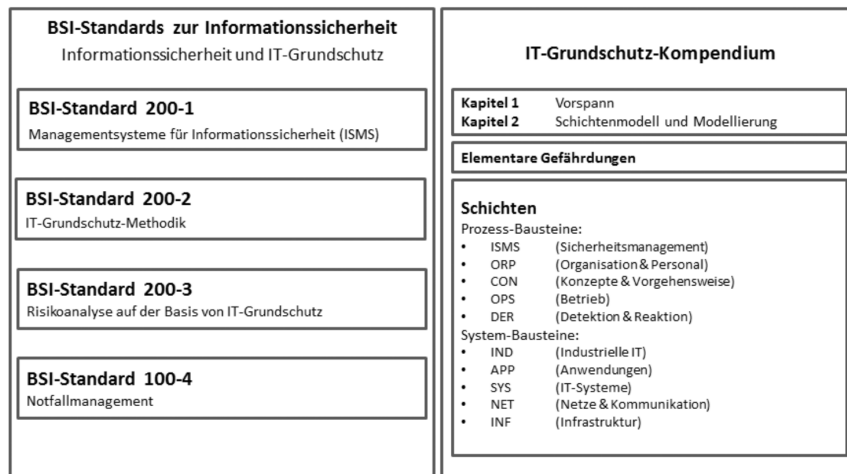 BSI-Standards zur Informationssicherheit
Informationssicherheit und IT-Grundschutz
BSI-Standard 200-1
Managementsysteme für Informationssicherheit (ISMS)
BSI-Standard 200-2
IT-Grundschutz-Methodik
BSI-Standard 200-3
Risikoanalyse auf der Basis von IT-Grundschutz
BSI-Standard 100-4
Notfallmanagement
IT-Grundschutz-Kompendium
Kapitel 1 Vorspann
Kapitel 2 Schichtenmodell und Modellierung
Elementare Gefährdungen
Schichten
Prozess-Bausteine:
• ISMS (Sicherheitsmanagement)
• ORP (Organisation & Personal)
• CON (Konzepte & Vorgehensweise)
• OPS (Betrieb)
• DER (Detektion & Reaktion)
System-Bausteine:
• IND (Industrielle IT)
• APP (Anwendungen)
• SYS (IT-Systeme)
• NET (Netze & Kommunikation)
• INF (Infrastruktur)